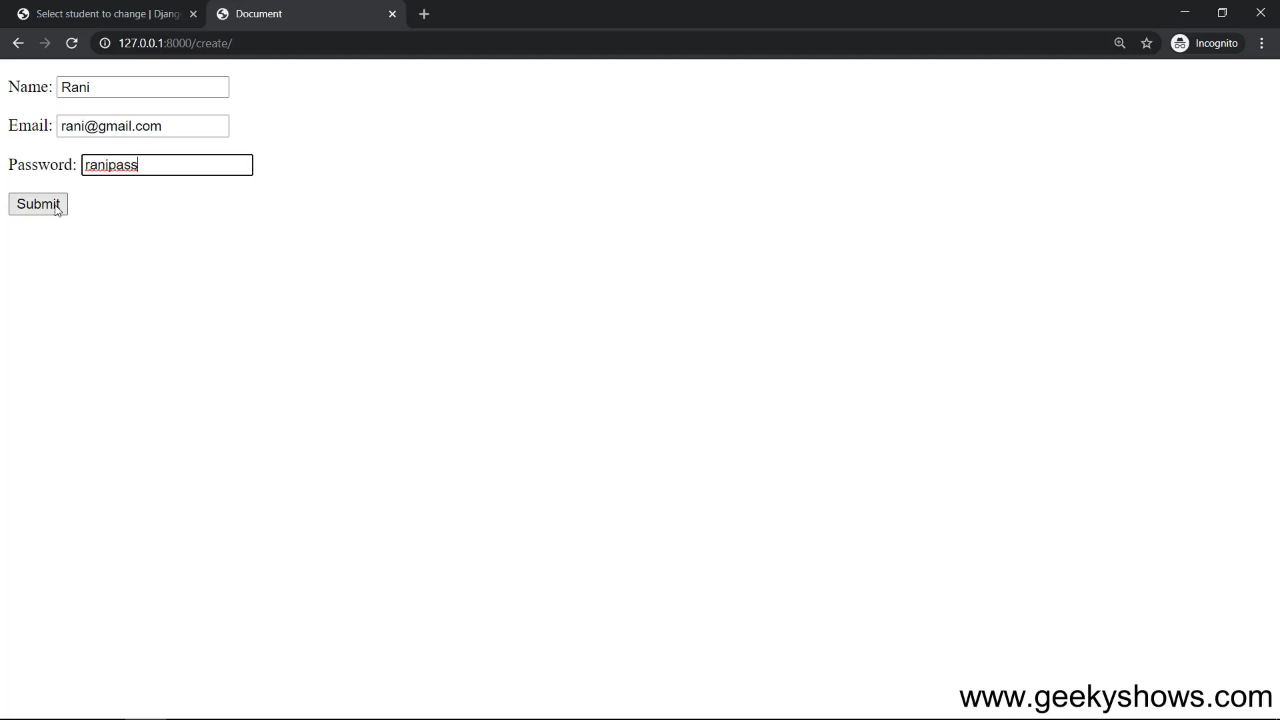 Select student to change | Djang
Document
127.0.0.1:8000/create/
Incognito
Name: Rani
Email: rani@gmail.com
Password: ranipass
Submit
www.geekyshows.com